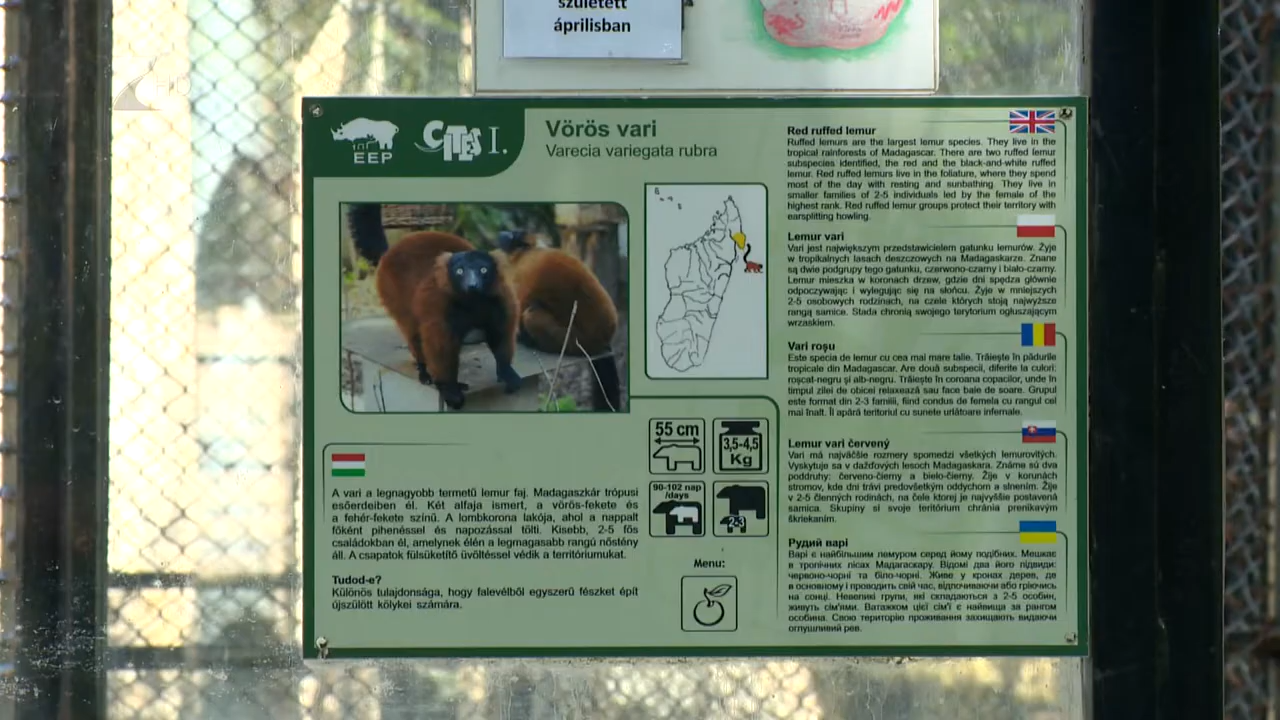 született
áprilisban
HD
EEP
CITES I.
Vörös vari
Varecia variegata rubra
55 cm
3,5-4,5
Kg
90-102 nap
/days
2-3
Menu:
A vari a legnagyobb termetű lemur faj. Madagaszkár trópusi
esőerdeiben él. Két alfaja ismert, a vörös-fekete és
a fehér-fekete színű. A lombkorona lakója, ahol a nappalt
főként pihenéssel és napozással tölti. Kisebb, 2-5 fős
családokban él, amelynek élén a legmagasabb rangú nőstény
áll. A csapatok fülsüketítő üvöltéssel védik a territóriumukat.
Tudod-e?
Különös tulajdonsága, hogy falevélből egyszerű fészket épít
újszülött kölykei számára.
Red ruffed lemur
Ruffed lemurs are the largest lemur species. They live in the
tropical rainforests of Madagascar. There are two ruffed lemur
subspecies identified, the red and the black-and-white ruffed
lemur. Red ruffed lemurs live in the foliature, where they spend
most of the day with resting and sunbathing. They live in
smaller families of 2-5 individuals led by the female of the
highest rank. Red ruffed lemur groups protect their territory with
earsplitting howling.
Lemur vari
Vari jest największym przedstawicielem gatunku lemurów. Żyje
w tropikalnych lasach deszczowych na Madagaskarze. Znane
są dwie podgrupy tego gatunku, czerwono-czarny i biało-czarny.
Lemur mieszka w koronach drzew, gdzie dni spędza głównie
odpoczywając i wylegując się na słońcu. Żyje w mniejszych
2-5 osobowych rodzinach, na czele których stoją najwyższe
rangą samice. Stada chronią swojego terytorium ogłuszającym
wrzaskiem.
Vari roșu
Este specia de lemur cu cea mai mare talie. Trăiește în pădurile
tropicale din Madagascar. Are două subspecii, diferite la culori:
roșcat-negru și alb-negru. Trăiește în coroana copacilor, unde în
timpul zilei de obicei relaxează sau face baie de soare. Grupul
este format din 2-3 familii, fiind condus de femela cu rangul cel
mai înalt. Îl apără teritoriul cu sunete urlătoare infernale.
Lemur vari červený
Vari má najväčšie rozmery spomedzi všetkých lemurovitých.
Vyskytuje sa v dažďových lesoch Madagaskara. Známe sú dva
poddruhy: červeno-čierny a bielo-čierny. Žije v korunách
stromov, kde dni trávi predovšetkým oddychom a slnením. Žije
v 2-5 členných rodinách, na čele ktorej je najvyššie postavená
samica. Skupiny si svoje teritórium chránia prenikavým
škriekaním.
Рудий варі
Варі є найбільшим лемуром серед йому подібних. Мешкає
в тропічних лісах Мадагаскару. Відомі два його підвиди:
червоно-чорні та біло-чорні. Живе у кронах дерев, де
в основному і проводить свій час, відпочиваючи або гріючись
на сонці. Невеликі групи, які складаються з 2-5 особин,
живуть сім'ями. Ватажком цієї сім'ї є найвища за рангом
особина. Свою територію проживання захищають видаючи
оглушливий рев.